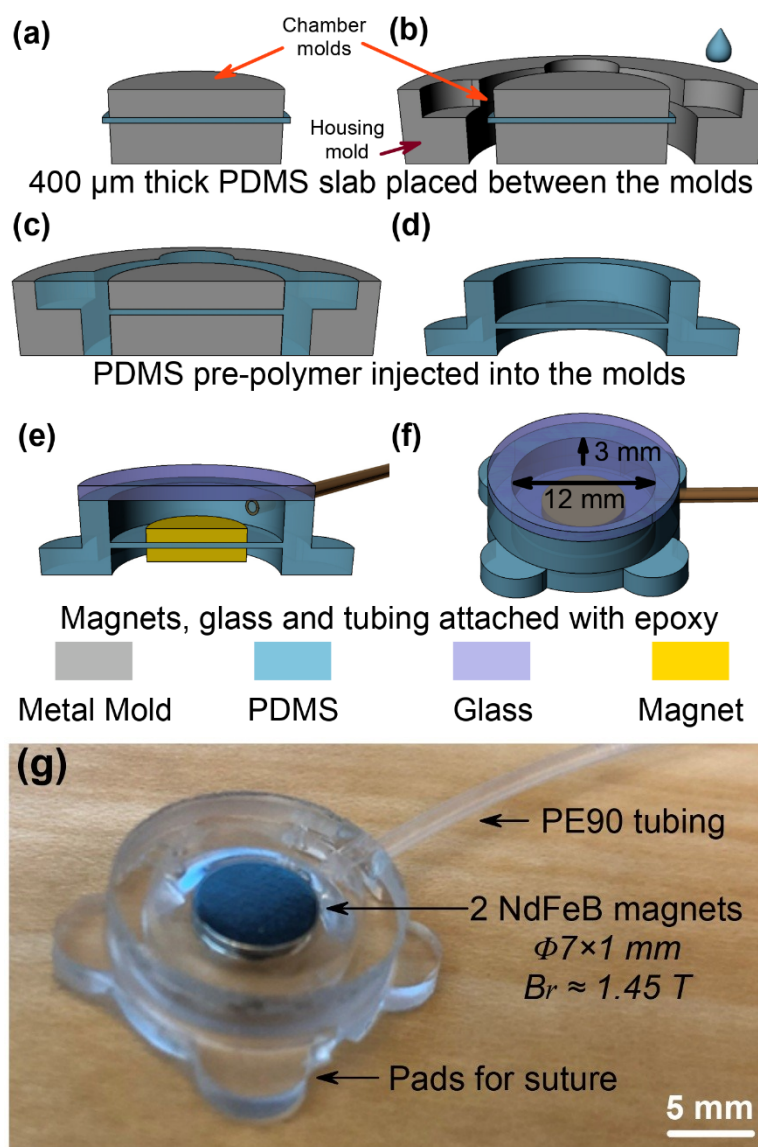 (a)
Chamber
molds
(b)
Housing
mold
400 µm thick PDMS slab placed between the molds
(c)
(d)
PDMS pre-polymer injected into the molds
(e)
(f)
3 mm
12 mm
Magnets, glass and tubing attached with epoxy
Metal Mold
PDMS
Glass
Magnet
(g)
PE90 tubing
2 NdFeB magnets
Φ7×1 mm
Br ≈ 1.45 T
Pads for suture
5 mm